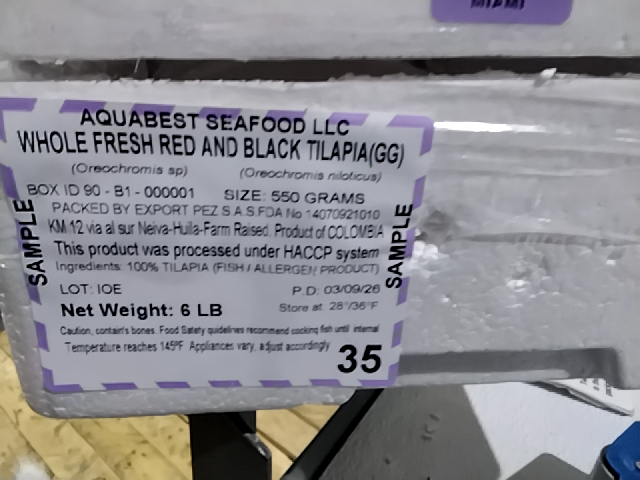 MIAMI
AQUABEST SEAFOOD LLC
WHOLE FRESH RED AND BLACK TILAPIA(GG)
(Oreochromis sp) (Oreochromis niloticus)
BOX ID 90 - B1 - 000001 SIZE: 550 GRAMS
PACKED BY EXPORT PEZ S.A.S.FDA No 14070921010
KM 12 via al sur Neiva-Huila-Farm Raised. Product of COLOMBIA
This product was processed under HACCP system
Ingredients: 100% TILAPIA (FISH / ALLERGEN PRODUCT)
LOT: IOE P.D: 03/09/26
Net Weight: 6 LB Store at: 28°/36°F
Caution, contain's bones. Food Safety guidelines recommend cooking fish until internal
Temperature reaches 145ºF Appliances vary, adjust accordingly
35
SAMPLE
SAMPLE